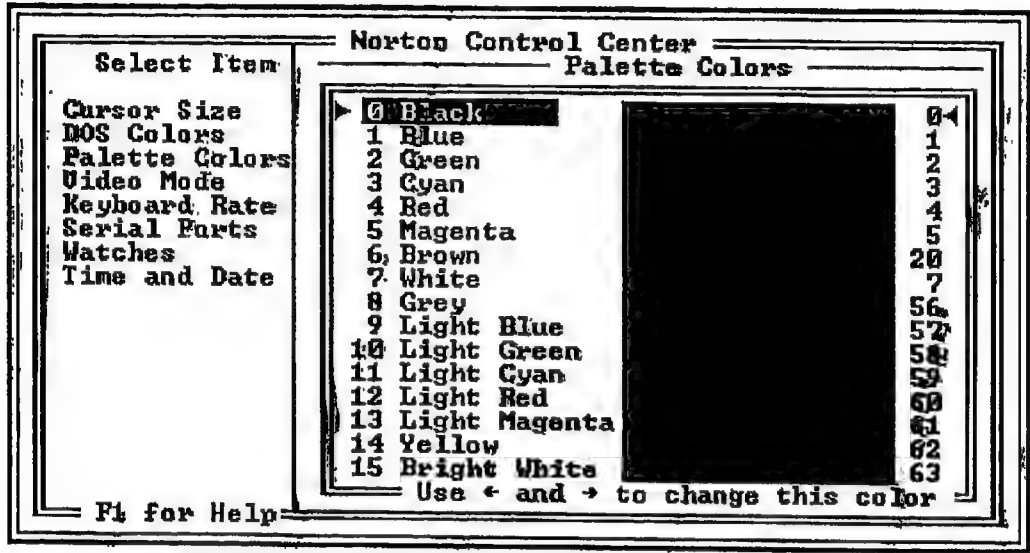 Norton Control Center
Select Item
Cursor Size
DOS Colors
Palette Colors
Video Mode
Keyboard Rate
Serial Ports
Watches
Time and Date
F1 for Help
Palette Colors
► 0 Black 0◄
1 Blue 1
2 Green 2
3 Cyan 3
4 Red 4
5 Magenta 5
6 Brown 20
7 White 7
8 Grey 56
9 Light Blue 57
10 Light Green 58
11 Light Cyan 59
12 Light Red 60
13 Light Magenta 61
14 Yellow 62
15 Bright White 63
Use ← and → to change this color